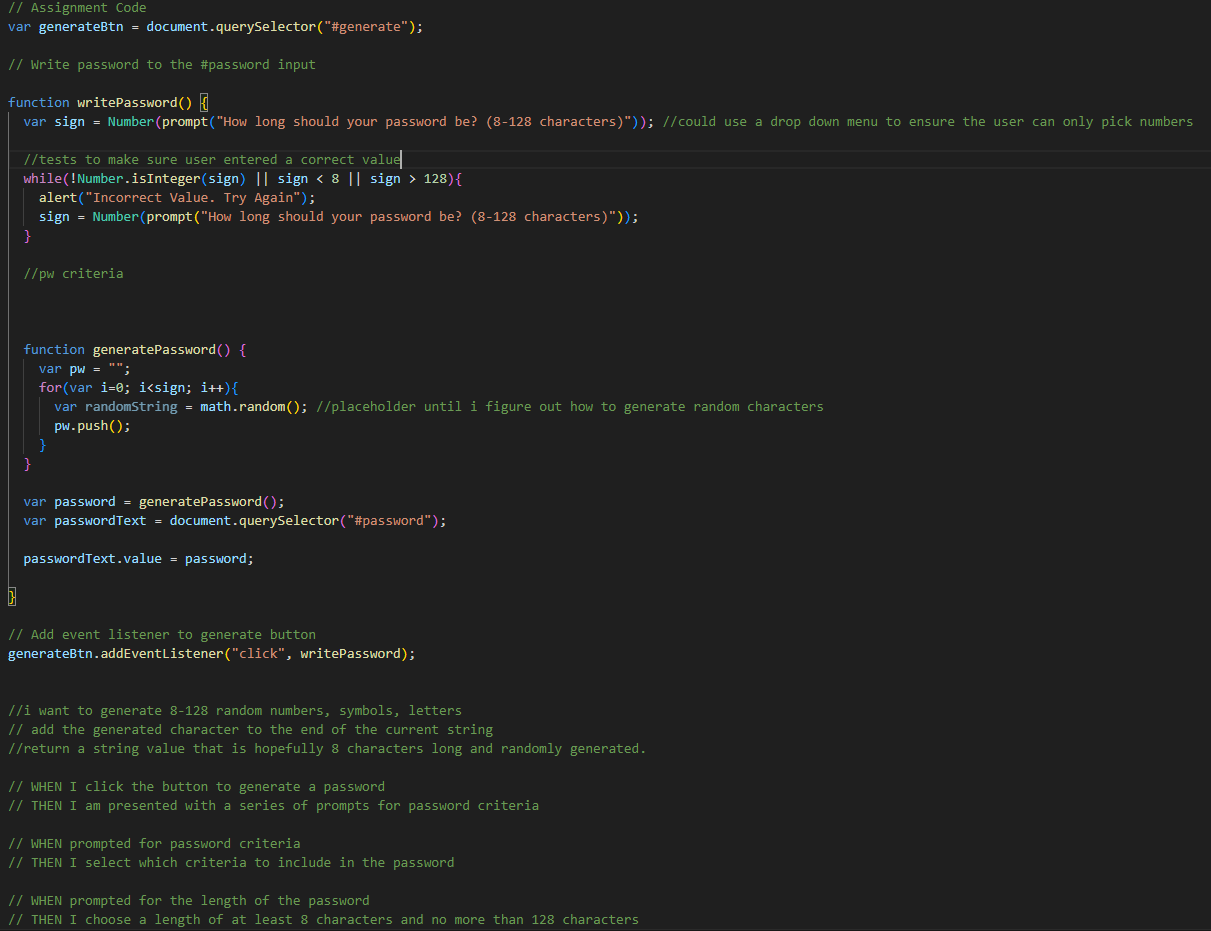 // Assignment Code
var generateBtn = document.querySelector("#generate");
// Write password to the #password input
function writePassword() {
var sign = Number(prompt("How long should your password be? (8-128 characters)")); //could use a drop down menu to ensure the user can only pick numbers
//tests to make sure user entered a correct value
while(!Number.isInteger(sign) || sign < 8 || sign > 128){
alert("Incorrect Value. Try Again");
sign = Number(prompt("How long should your password be? (8-128 characters)"));
}
//pw criteria
function generatePassword() {
var pw = "";
for(var i=0; i<sign; i++){
var randomString = math.random(); //placeholder until i figure out how to generate random characters
pw.push();
}
}
var password = generatePassword();
var passwordText = document.querySelector("#password");
passwordText.value = password;
}
// Add event listener to generate button
generateBtn.addEventListener("click", writePassword);
//i want to generate 8-128 random numbers, symbols, letters
// add the generated character to the end of the current string
//return a string value that is hopefully 8 characters long and randomly generated.
// WHEN I click the button to generate a password
// THEN I am presented with a series of prompts for password criteria
// WHEN prompted for password criteria
// THEN I select which criteria to include in the password
// WHEN prompted for the length of the password
// THEN I choose a length of at least 8 characters and no more than 128 characters